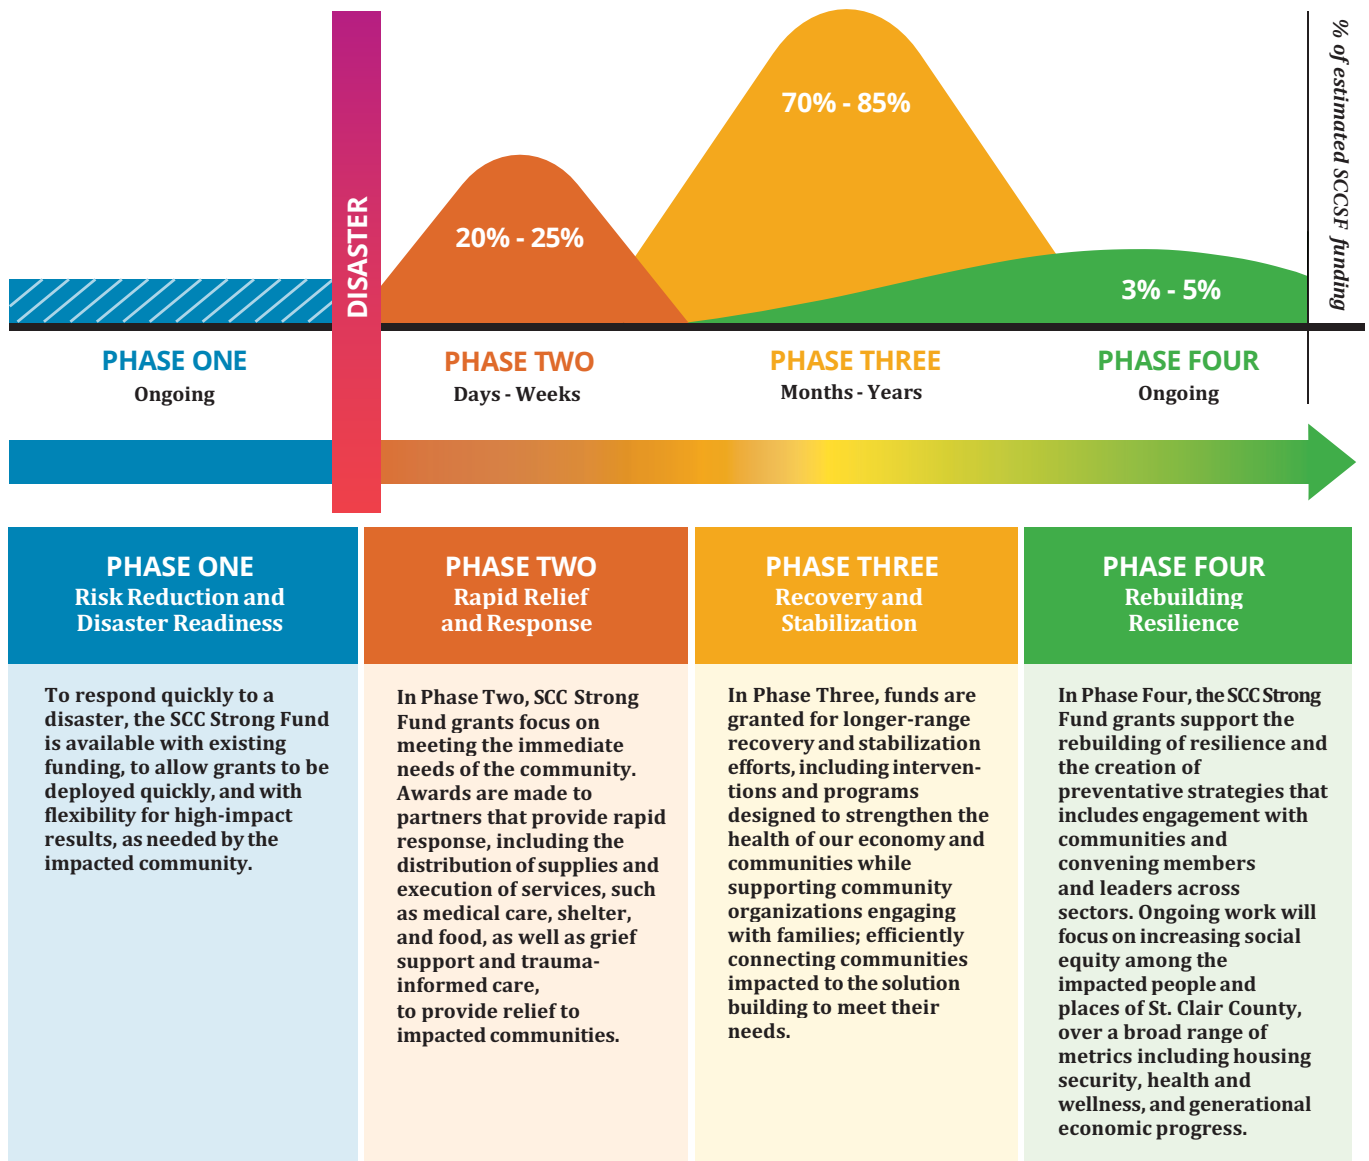 % of estimated SCCSF funding
70% - 85%
20% - 25%
3% - 5%
DISASTER
PHASE ONE
Ongoing
PHASE TWO
Days - Weeks
PHASE THREE
Months - Years
PHASE FOUR
Ongoing
PHASE ONE
Risk Reduction and
Disaster Readiness
To respond quickly to a
disaster, the SCC Strong Fund
is available with existing
funding, to allow grants to be
deployed quickly, and with
flexibility for high-impact
results, as needed by the
impacted community.
PHASE TWO
Rapid Relief
and Response
In Phase Two, SCC Strong
Fund grants focus on
meeting the immediate
needs of the community.
Awards are made to
partners that provide rapid
response, including the
distribution of supplies and
execution of services, such
as medical care, shelter,
and food, as well as grief
support and trauma-
informed care,
to provide relief to
impacted communities.
PHASE THREE
Recovery and
Stabilization
In Phase Three, funds are
granted for longer-range
recovery and stabilization
efforts, including interven-
tions and programs
designed to strengthen the
health of our economy and
communities while
supporting community
organizations engaging
with families; efficiently
connecting communities
impacted to the solution
building to meet their
needs.
PHASE FOUR
Rebuilding
Resilience
In Phase Four, the SCC Strong
Fund grants support the
rebuilding of resilience and
the creation of
preventative strategies that
includes engagement with
communities and
convening members
and leaders across
sectors. Ongoing work will
focus on increasing social
equity among the
impacted people and
places of St. Clair County,
over a broad range of
metrics including housing
security, health and
wellness, and generational
economic progress.